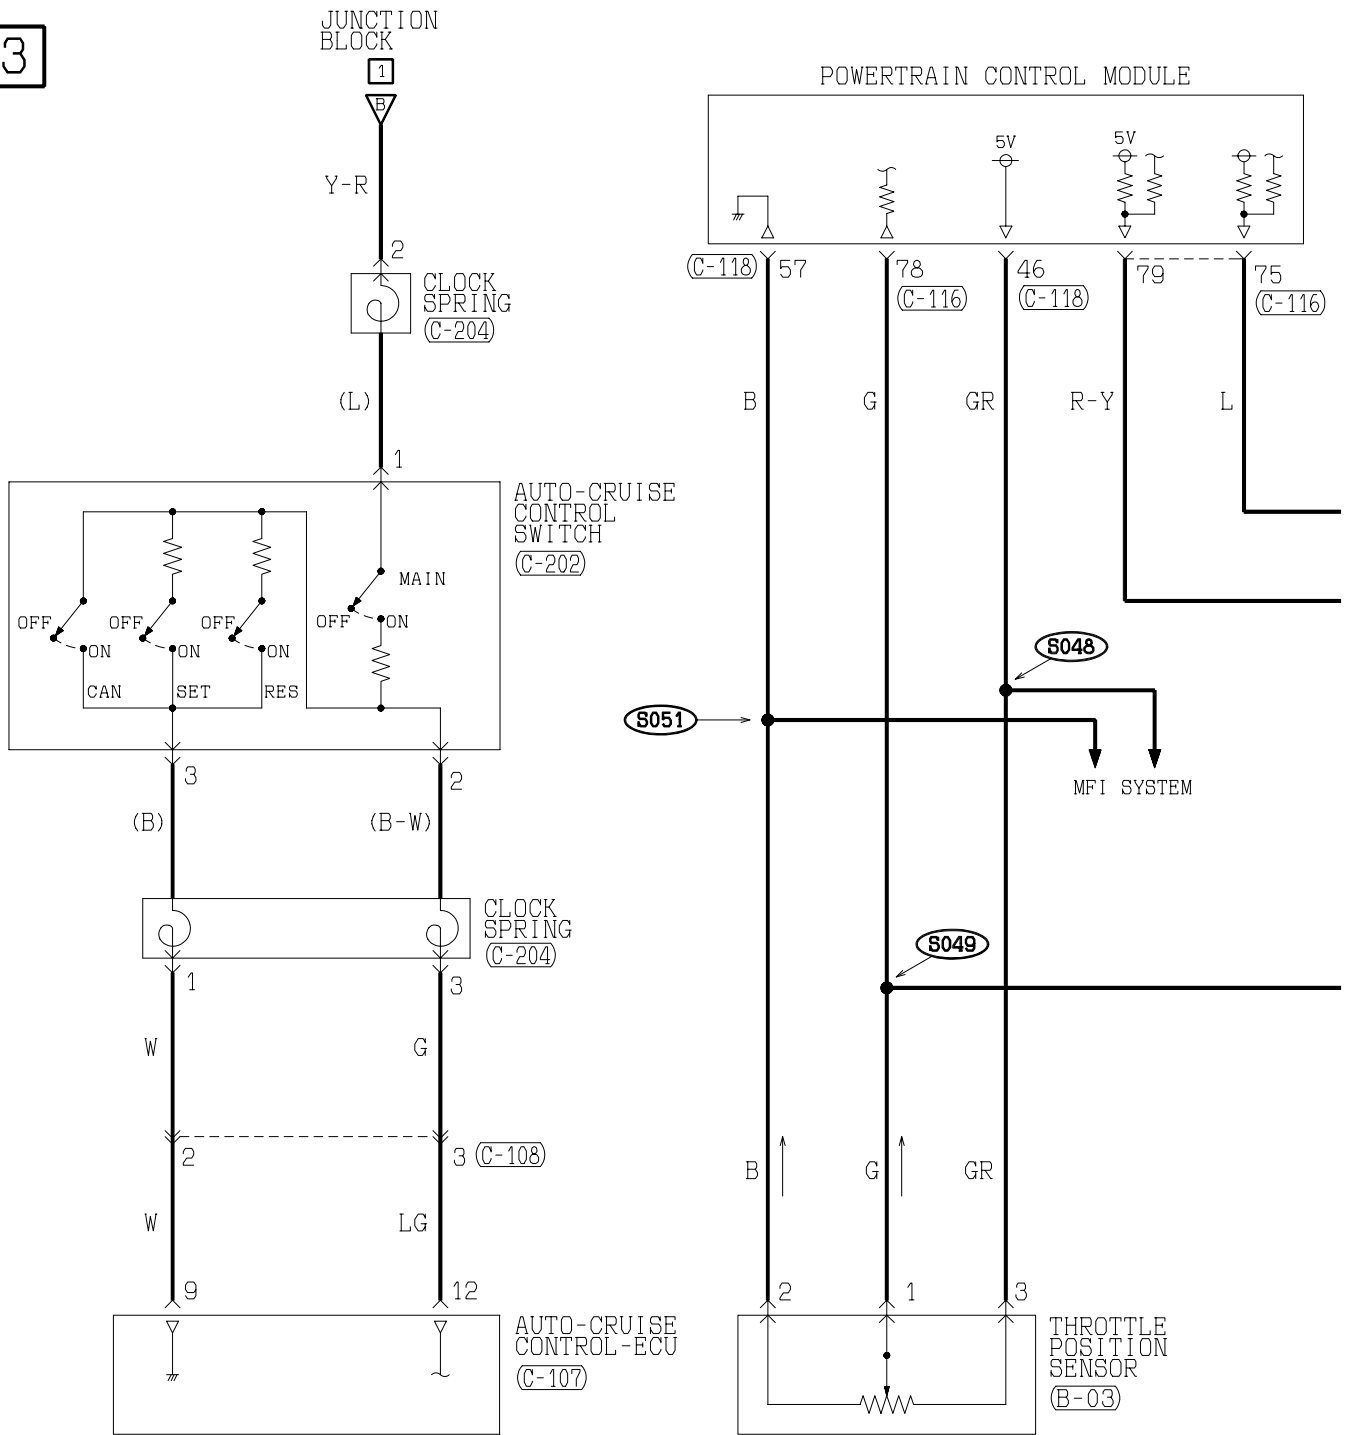 3
JUNCTION
BLOCK
1
B
Y-R
2
CLOCK
SPRING
(C-204)
(L)
1
AUTO-CRUISE
CONTROL
SWITCH
(C-202)
MAIN
OFF
ON
OFF
ON
OFF
ON
OFF
ON
CAN
SET
RES
3
2
(B)
(B-W)
CLOCK
SPRING
(C-204)
1
3
W
G
2
3
(C-108)
W
LG
9
12
AUTO-CRUISE
CONTROL-ECU
(C-107)
POWERTRAIN CONTROL MODULE
5V
5V
(C-118)
57
78
(C-116)
46
(C-118)
79
75
(C-116)
B
G
GR
R-Y
L
S048
S051
MFI SYSTEM
S049
B
G
GR
2
1
3
THROTTLE
POSITION
SENSOR
(B-03)